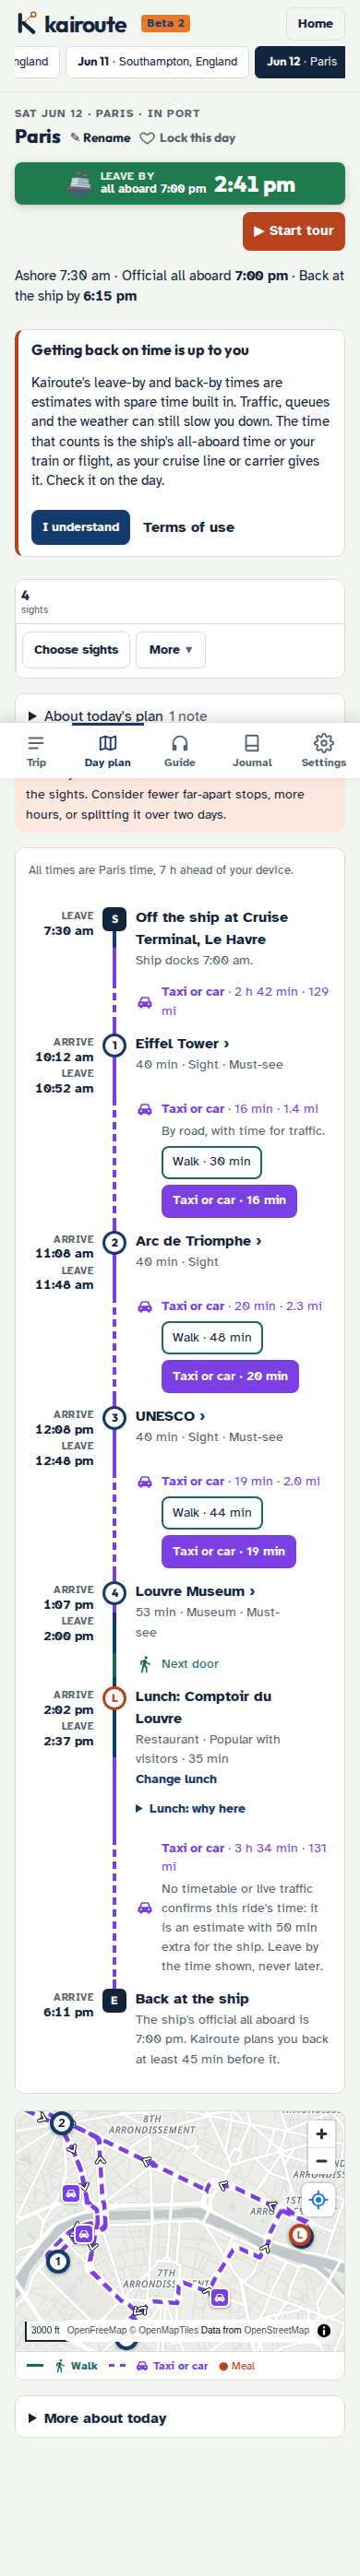 kairoute
Beta 2
Home
ngland
Jun 11 · Southampton, England
Jun 12 · Paris
SAT JUN 12 · PARIS · IN PORT
Paris
✎ Rename
Lock this day
LEAVE BY
all aboard 7:00 pm
2:41 pm
▶ Start tour
Ashore 7:30 am · Official all aboard 7:00 pm · Back at
the ship by 6:15 pm
Getting back on time is up to you
Kairoute's leave-by and back-by times are
estimates with spare time built in. Traffic, queues
and the weather can still slow you down. The time
that counts is the ship's all-aboard time or your
train or flight, as your cruise line or carrier gives
it. Check it on the day.
I understand
Terms of use
4
sights
Choose sights
More ▾
▶ About today's plan 1 note
Trip
Day plan
Guide
Journal
Settings
the sights. Consider fewer far-apart stops, more
hours, or splitting it over two days.
All times are Paris time, 7 h ahead of your device.
LEAVE
7:30 am
S
Off the ship at Cruise
Terminal, Le Havre
Ship docks 7:00 am.
Taxi or car · 2 h 42 min · 129
mi
ARRIVE
10:12 am
LEAVE
10:52 am
1
Eiffel Tower ›
40 min · Sight · Must-see
Taxi or car · 16 min · 1.4 mi
By road, with time for traffic.
Walk · 30 min
Taxi or car · 16 min
ARRIVE
11:08 am
LEAVE
11:48 am
2
Arc de Triomphe ›
40 min · Sight
Taxi or car · 20 min · 2.3 mi
Walk · 48 min
Taxi or car · 20 min
ARRIVE
12:08 pm
LEAVE
12:48 pm
3
UNESCO ›
40 min · Sight · Must-see
Taxi or car · 19 min · 2.0 mi
Walk · 44 min
Taxi or car · 19 min
ARRIVE
1:07 pm
LEAVE
2:00 pm
4
Louvre Museum ›
53 min · Museum · Must-
see
Next door
ARRIVE
2:02 pm
LEAVE
2:37 pm
L
Lunch: Comptoir du
Louvre
Restaurant · Popular with
visitors · 35 min
Change lunch
▶ Lunch: why here
Taxi or car · 3 h 34 min · 131
mi
No timetable or live traffic
confirms this ride's time: it
is an estimate with 50 min
extra for the ship. Leave by
the time shown, never later.
ARRIVE
6:11 pm
E
Back at the ship
The ship's official all aboard is
7:00 pm. Kairoute plans you back
at least 45 min before it.
2
8TH
ARRONDISSEMENT
+
−
L
1
7TH
3000 ft
OpenFreeMap © OpenMapTiles Data from OpenStreetMap
Walk
Taxi or car
Meal
▶ More about today